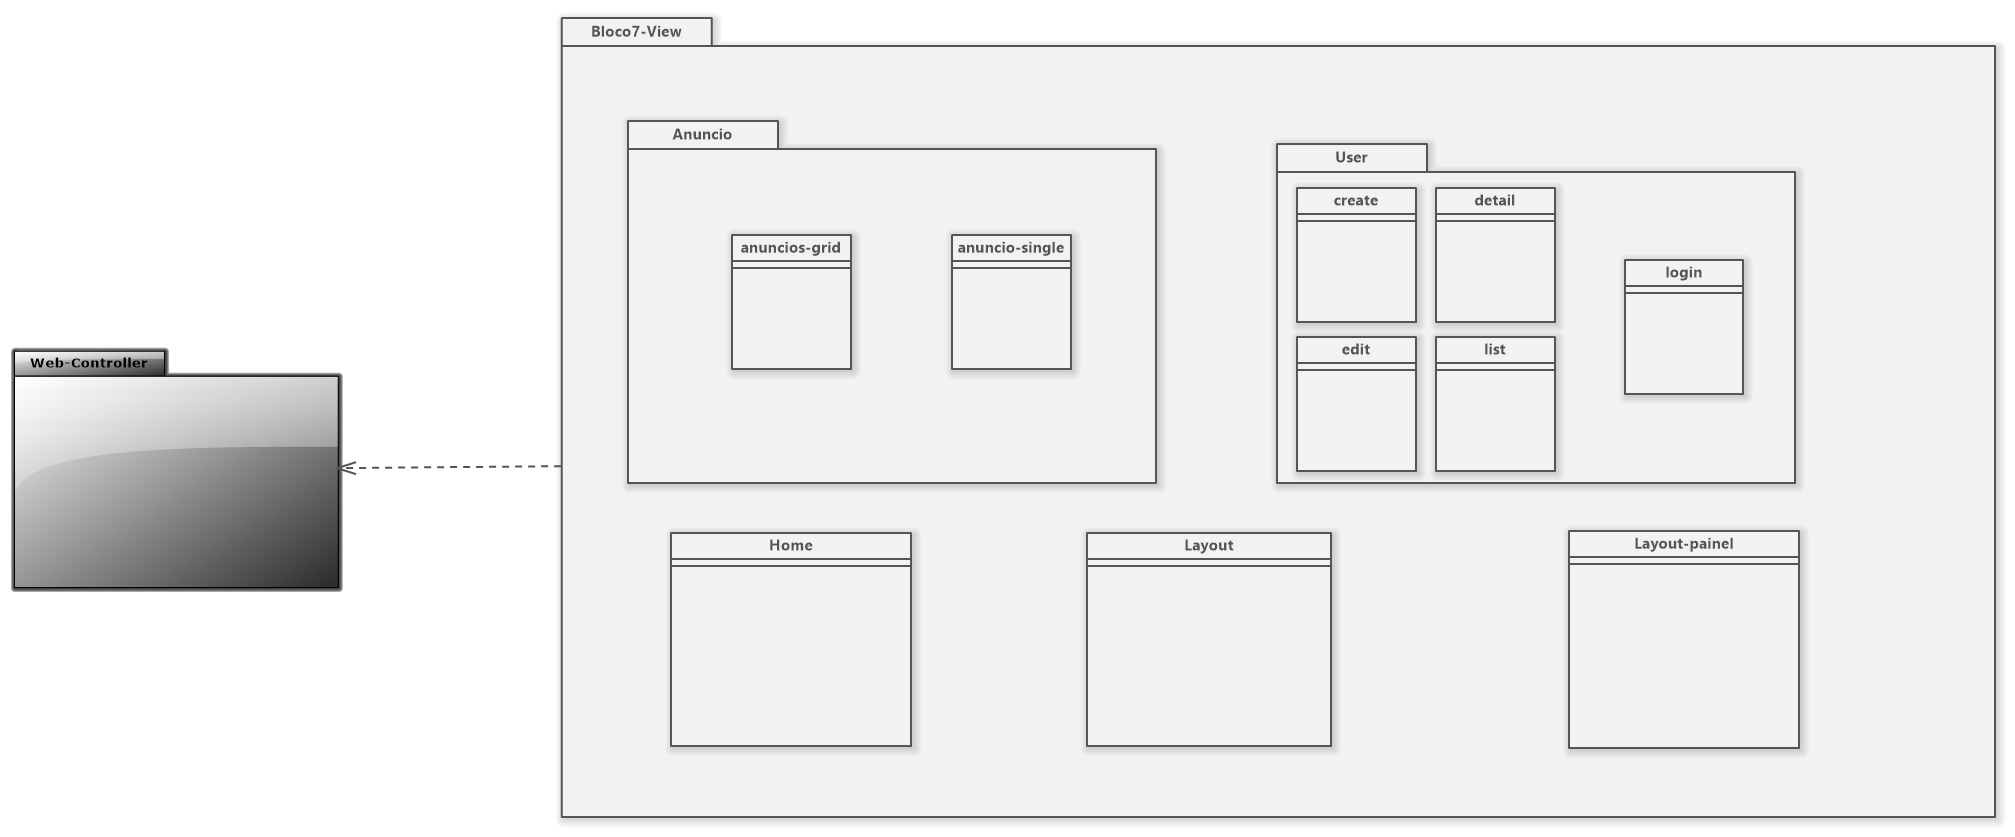 Bloco7-View
Anuncio
User
create
detail
anuncios-grid
anuncio-single
login
edit
list
Web-Controller
Home
Layout
Layout-painel